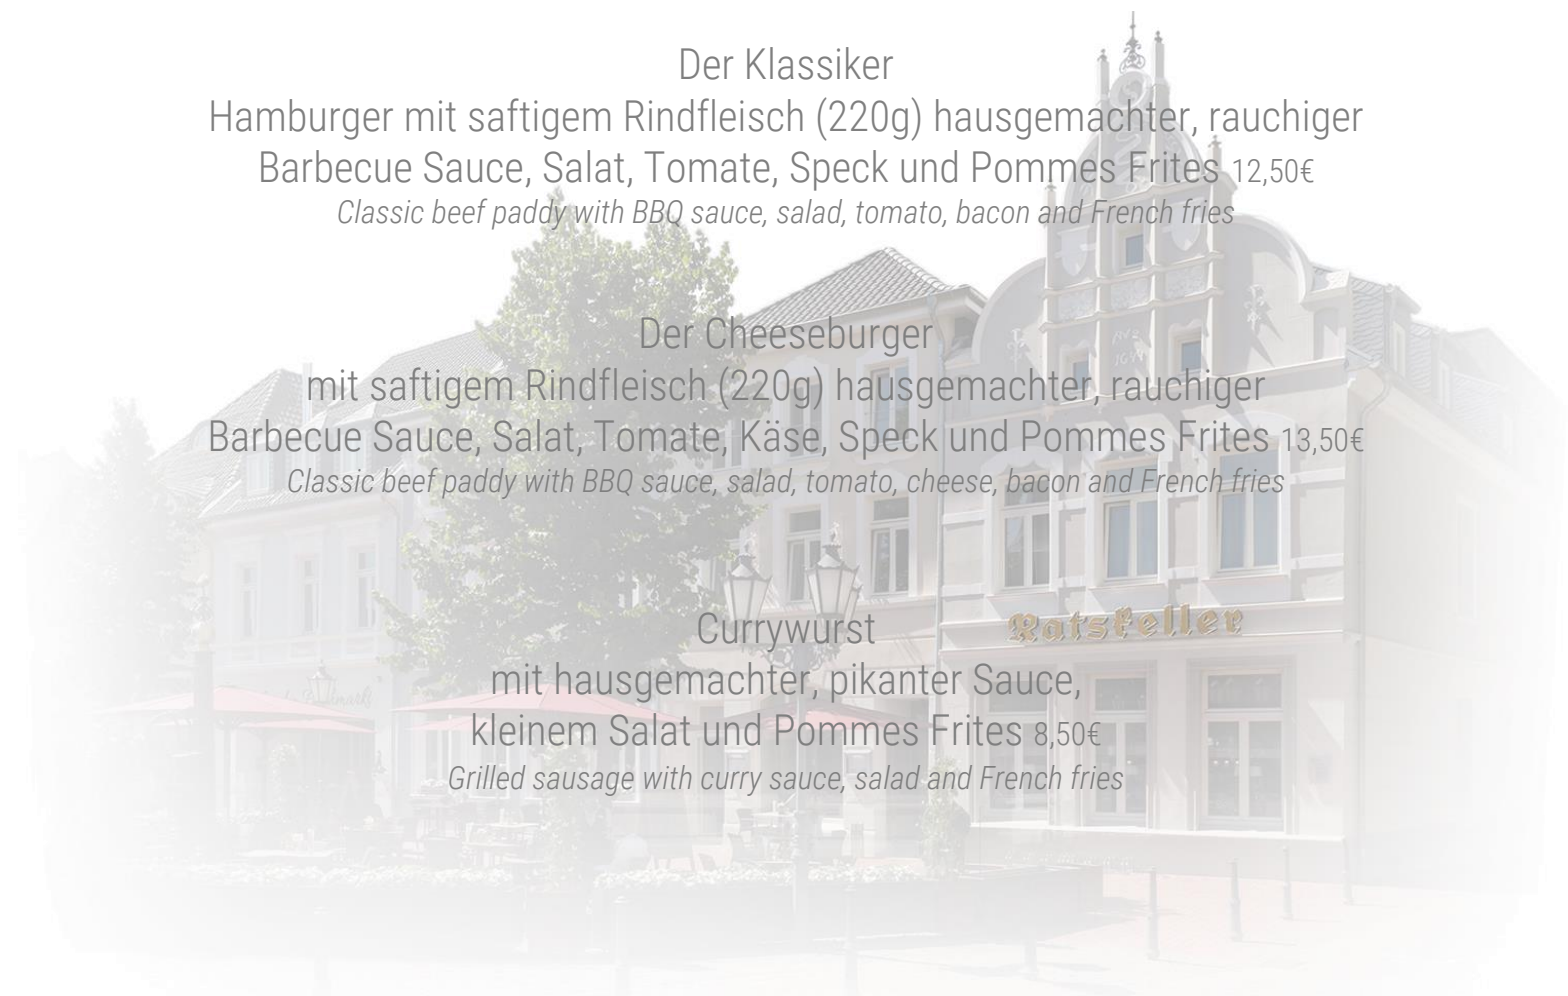 Der Klassiker
Hamburger mit saftigem Rindfleisch (220g) hausgemachter, rauchiger
Barbecue Sauce, Salat, Tomate, Speck und Pommes Frites 12,50€
Classic beef paddy with BBQ sauce, salad, tomato, bacon and French fries
Der Cheeseburger
mit saftigem Rindfleisch (220g) hausgemachter, rauchiger
Barbecue Sauce, Salat, Tomate, Käse, Speck und Pommes Frites 13,50€
Classic beef paddy with BBQ sauce, salad, tomato, cheese, bacon and French fries
Ratskeller
Currywurst
mit hausgemachter, pikanter Sauce,
kleinem Salat und Pommes Frites 8,50€
Grilled sausage with curry sauce, salad and French fries